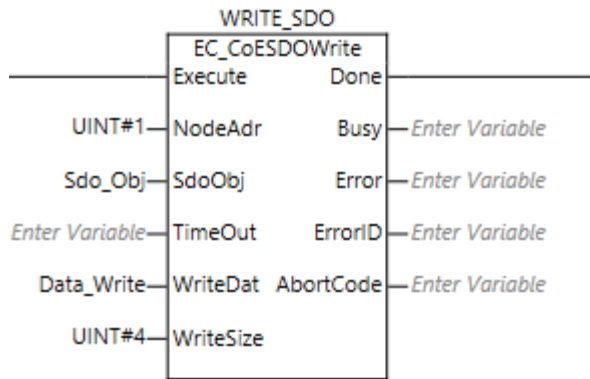 WRITE_SDO
EC_CoESDOWrite
Execute Done
UINT#1 NodeAdr Busy Enter Variable
Sdo_Obj SdoObj Error Enter Variable
Enter Variable TimeOut ErrorID Enter Variable
Data_Write WriteDat AbortCode Enter Variable
UINT#4 WriteSize